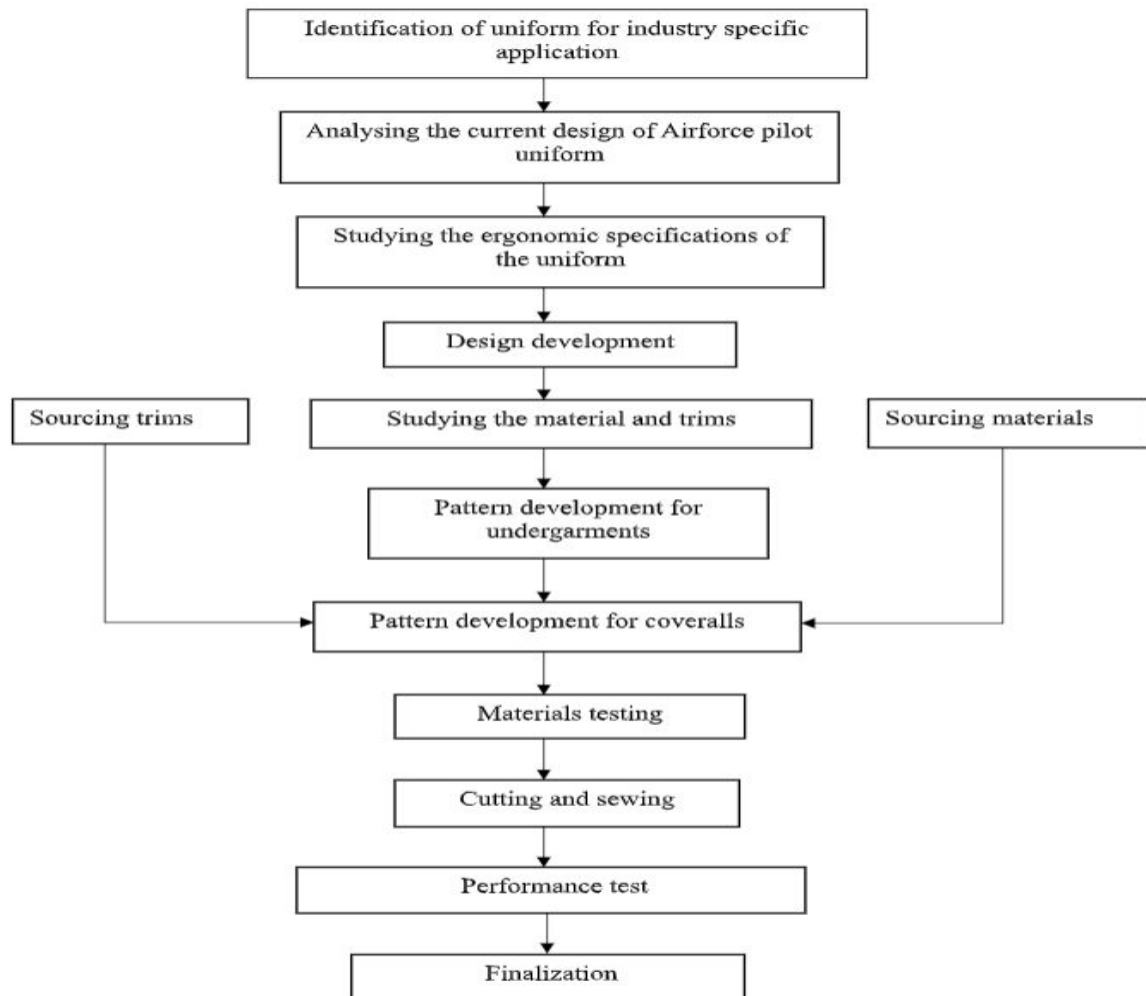 Identification of uniform for industry specific
application
Analysing the current design of Airforce pilot
uniform
Studying the ergonomic specifications of
the uniform
Design development
Sourcing trims
Studying the material and trims
Sourcing materials
Pattern development for
undergarments
Pattern development for coveralls
Materials testing
Cutting and sewing
Performance test
Finalization